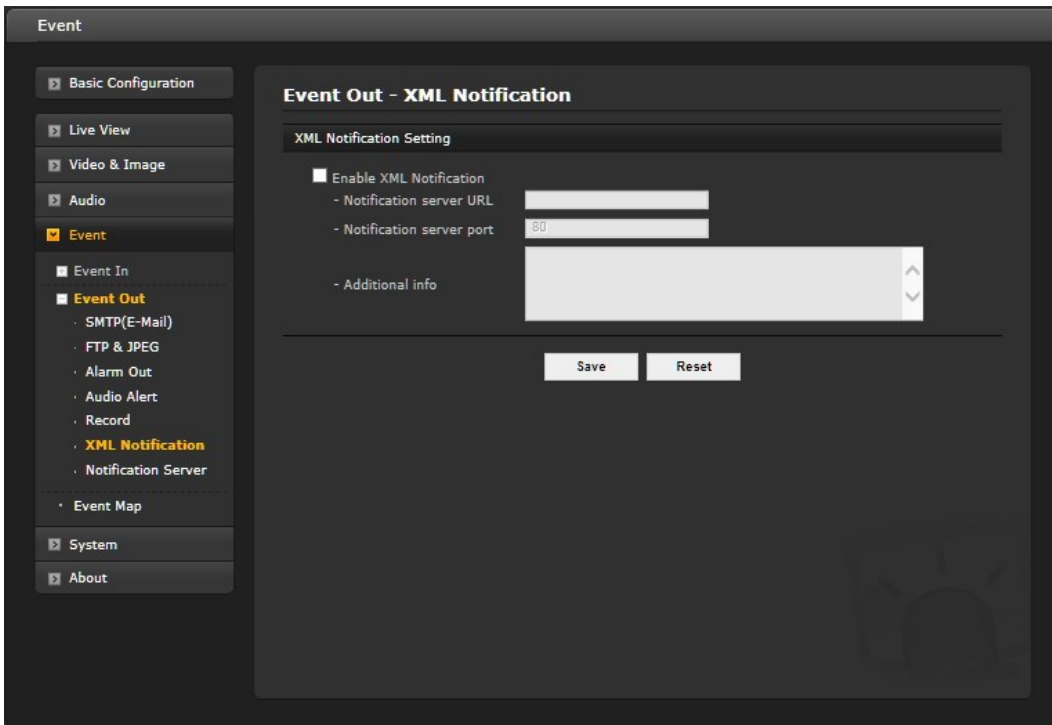 Event
Basic Configuration
Live View
Video & Image
Audio
Event
Event In
Event Out
SMTP(E-Mail)
FTP & JPEG
Alarm Out
Audio Alert
Record
XML Notification
Notification Server
Event Map
System
About
Event Out - XML Notification
XML Notification Setting
Enable XML Notification
- Notification server URL
- Notification server port 80
- Additional info
Save Reset